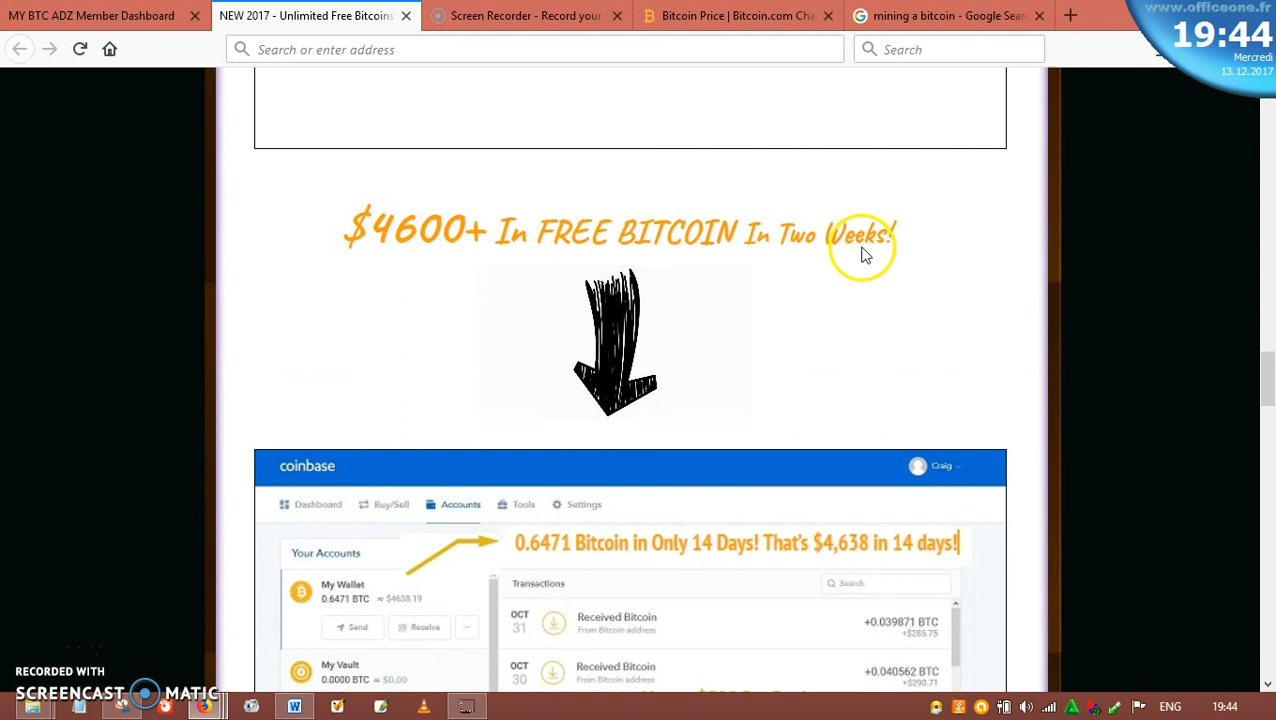 MY BTC ADZ Member Dashboard
NEW 2017 - Unlimited Free Bitcoins
Screen Recorder - Record your
Bitcoin Price | Bitcoin.com Cha
mining a bitcoin - Google Sear
www.officeone.fr
19:44
Mercredi
13.12.2017
Search or enter address
Search
$4600+ In FREE BITCOIN In Two Weeks!
coinbase
Craig
Dashboard
Buy/Sell
Accounts
Tools
Settings
0.6471 Bitcoin in Only 14 Days! That's $4,638 in 14 days!
Your Accounts
My Wallet
0.6471 BTC ≈ $4638.19
Send
Receive
...
Transactions
Search
OCT
31
Received Bitcoin
From Bitcoin address
+0.039871 BTC
+$285.75
My Vault
0.0000 BTC ≈ $0.00
OCT
30
Received Bitcoin
From Bitcoin address
+0.040562 BTC
+$290.71
RECORDED WITH
SCREENCAST MATIC
ENG
19:44